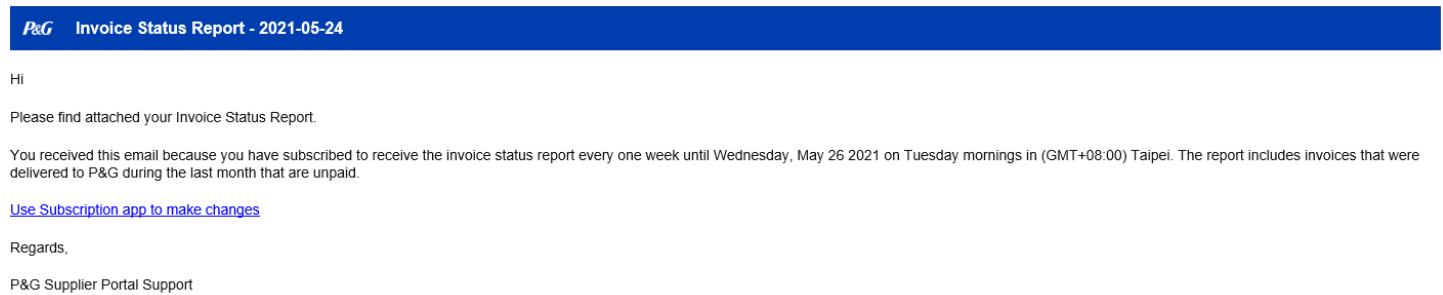 P&G Invoice Status Report - 2021-05-24
Hi
Please find attached your Invoice Status Report.
You received this email because you have subscribed to receive the invoice status report every one week until Wednesday, May 26 2021 on Tuesday mornings in (GMT+08:00) Taipei. The report includes invoices that were
delivered to P&G during the last month that are unpaid.
Use Subscription app to make changes
Regards,
P&G Supplier Portal Support